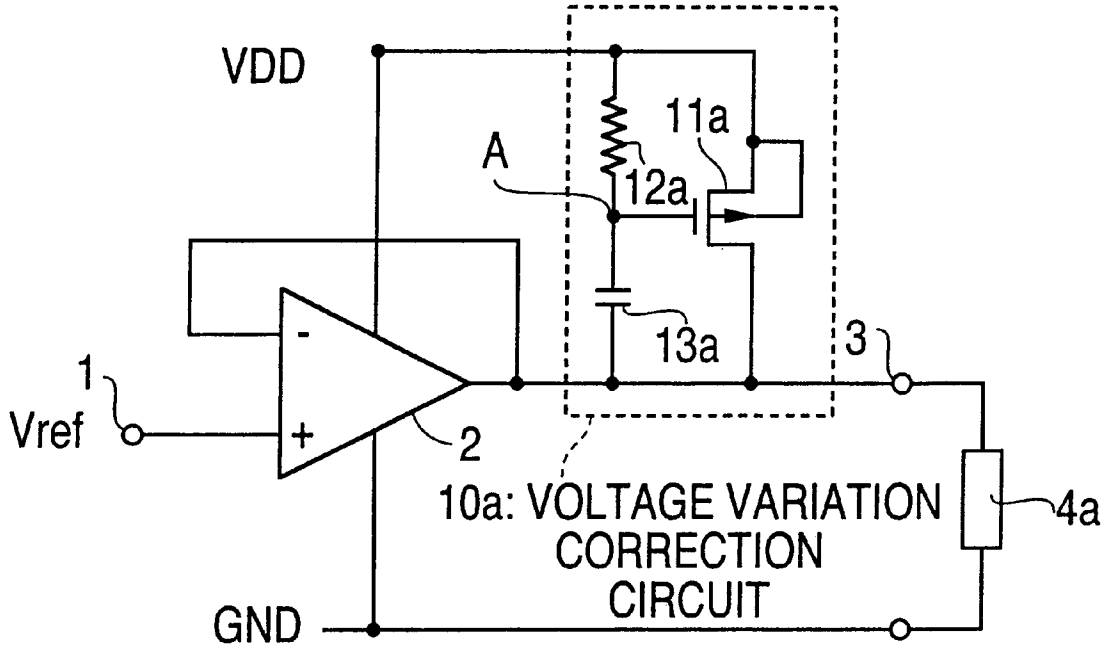 VDD
11a
A
12a
-
13a
3
1
Vref
+
2
4a
10a: VOLTAGE VARIATION
CORRECTION
CIRCUIT
GND